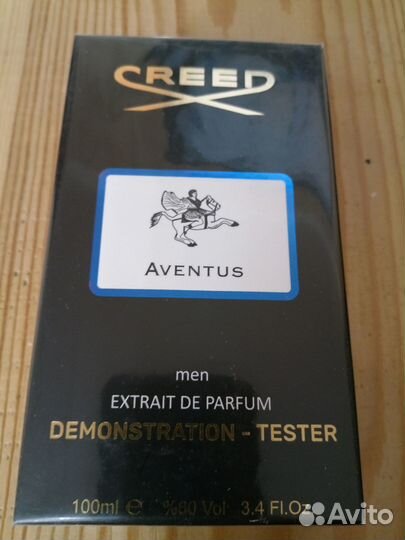 CREED
AVENTUS
men
EXTRAIT DE PARFUM
DEMONSTRATION - TESTER
100ml e %80 Vol 3.4 Fl.Oz
Avito